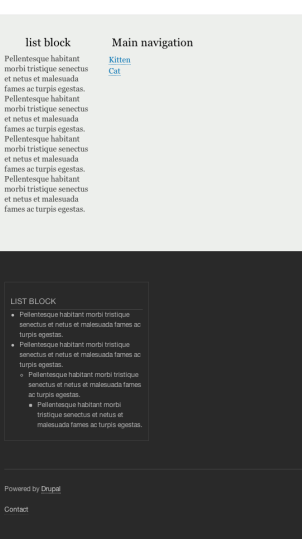 list block
Pellentesque habitant
morbi tristique senectus
et netus et malesuada
fames ac turpis egestas.
Pellentesque habitant
morbi tristique senectus
et netus et malesuada
fames ac turpis egestas.
Pellentesque habitant
morbi tristique senectus
et netus et malesuada
fames ac turpis egestas.
Pellentesque habitant
morbi tristique senectus
et netus et malesuada
fames ac turpis egestas.
Main navigation
Kitten
Cat
LIST BLOCK
Pellentesque habitant morbi tristique
senectus et netus et malesuada fames ac
turpis egestas.
Pellentesque habitant morbi tristique
senectus et netus et malesuada fames ac
turpis egestas.
Pellentesque habitant morbi tristique
senectus et netus et malesuada fames
ac turpis egestas.
Pellentesque habitant morbi
tristique senectus et netus et
malesuada fames ac turpis egestas.
Powered by Drupal
Contact